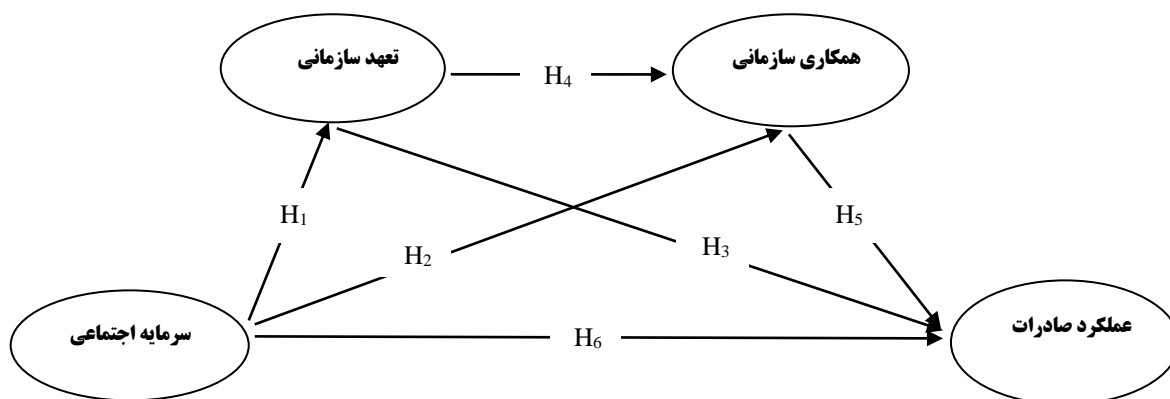 تعهد سازمانی
همکاری سازمانی
H4
H1
H5
H2
H3
سرمایه اجتماعی
عملکرد صادرات
H6